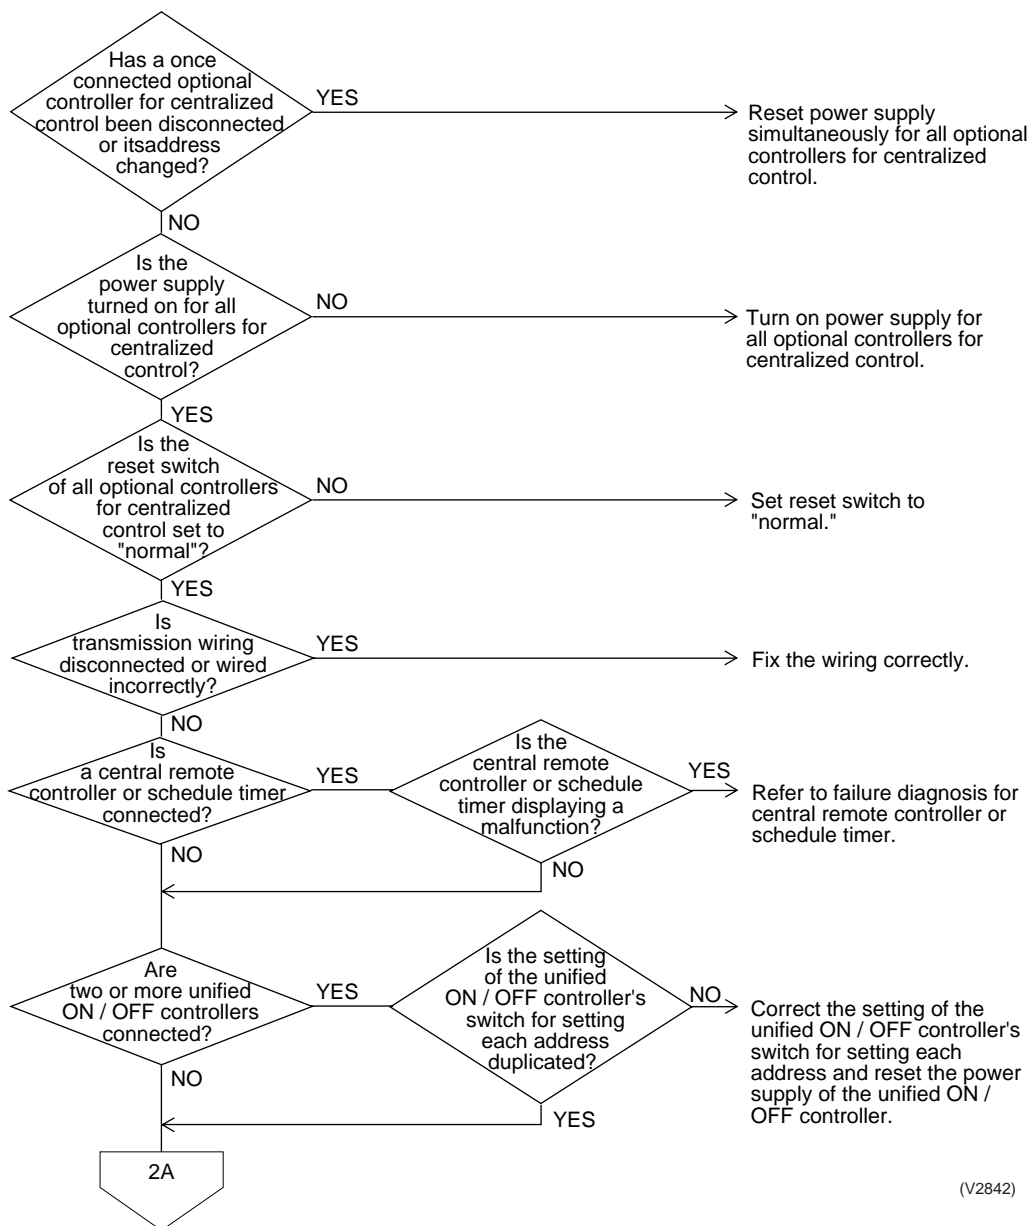 Has a once
connected optional
controller for centralized
control been disconnected
or itsaddress
changed?
YES
Reset power supply
simultaneously for all optional
controllers for centralized
control.
NO
Is the
power supply
turned on for all
optional controllers for
centralized
control?
NO
Turn on power supply for
all optional controllers for
centralized control.
YES
Is the
reset switch
of all optional controllers
for centralized
control set to
"normal"?
NO
Set reset switch to
"normal."
YES
Is
transmission wiring
disconnected or wired
incorrectly?
YES
Fix the wiring correctly.
NO
Is
a central remote
controller or schedule timer
connected?
YES
Is the
central remote
controller or schedule
timer displaying a
malfunction?
YES
Refer to failure diagnosis for
central remote controller or
schedule timer.
NO
NO
Are
two or more unified
ON / OFF controllers
connected?
YES
Is the setting
of the unified
ON / OFF controller's
switch for setting
each address
duplicated?
NO
Correct the setting of the
unified ON / OFF controller's
switch for setting each
address and reset the power
supply of the unified ON /
OFF controller.
NO
YES
2A
(V2842)